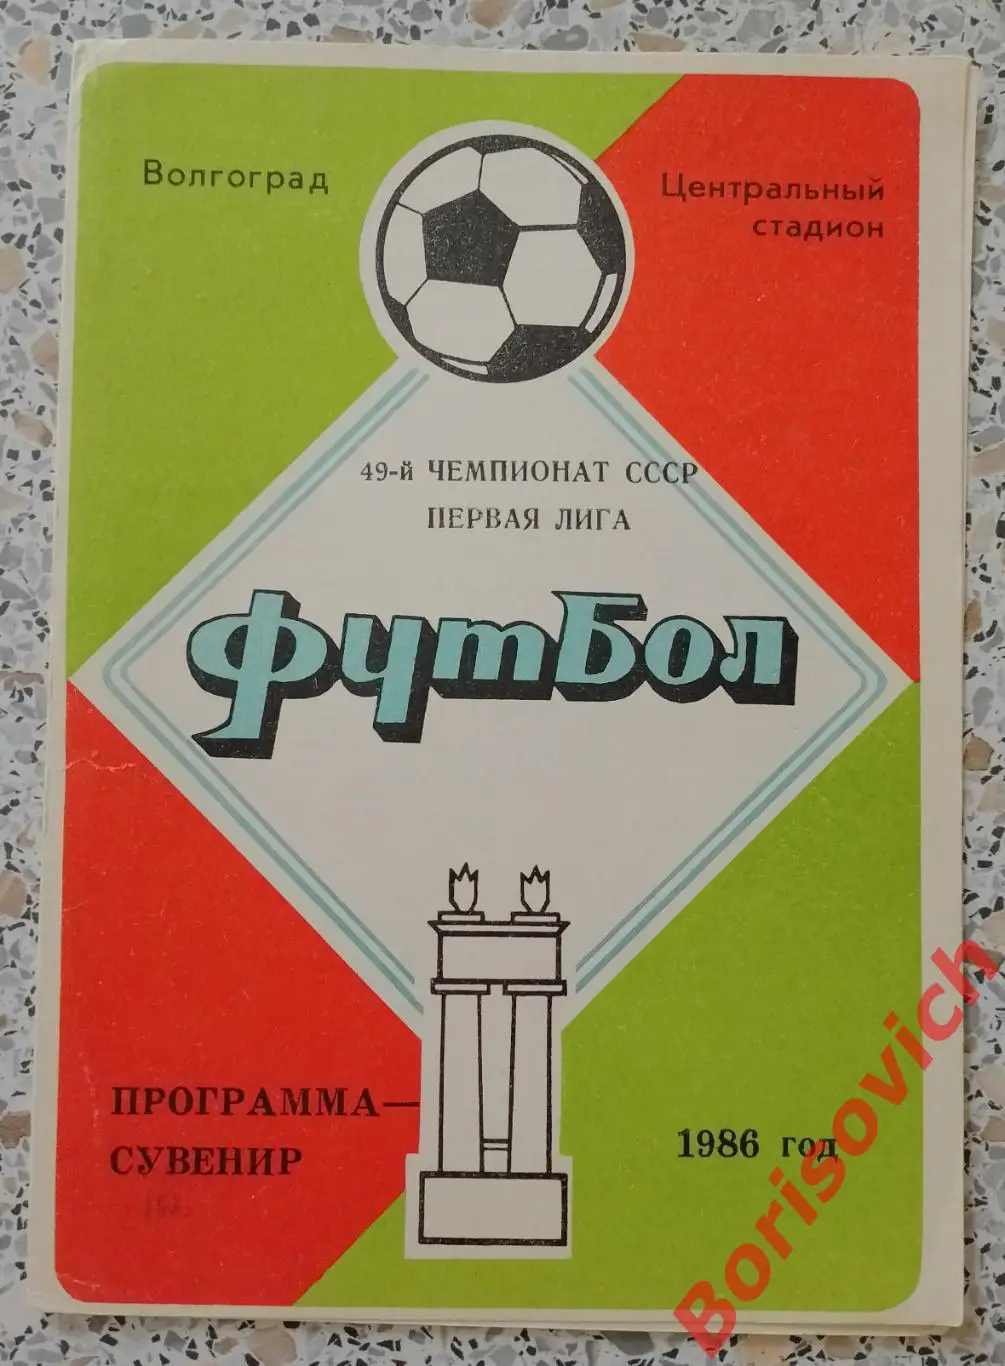 Волгоград
Центральный
стадион
49-й ЧЕМПИОНАТ СССР
ПЕРВАЯ ЛИГА
футбол
ПРОГРАММА—
СУВЕНИР
1986 год
Borisovich